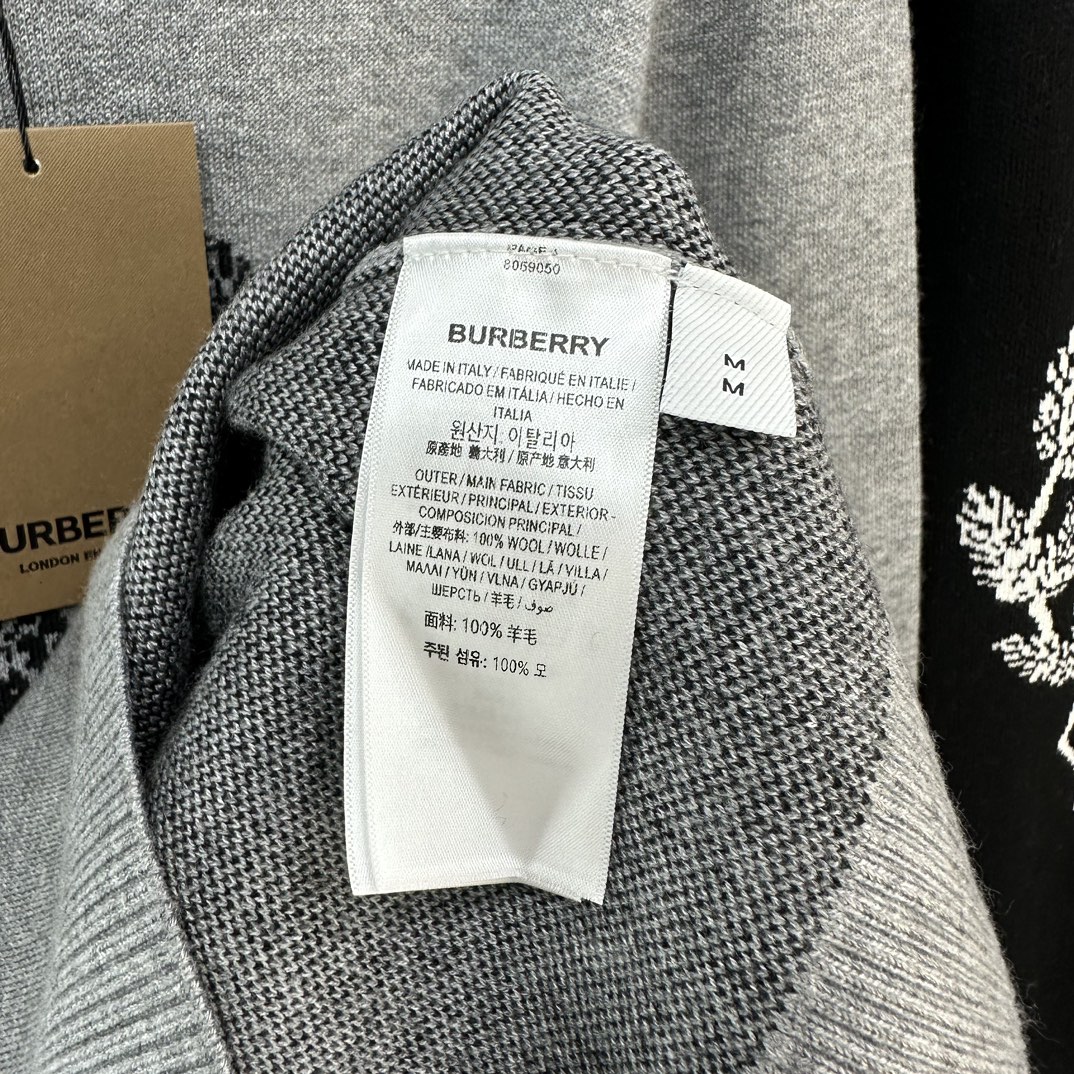 8069050
BURBERRY
MADE IN ITALY / FABRIQUÉ EN ITALIE /
FABRICADO EM ITÁLIA / HECHO EN
ITALIA
원산지: 이탈리아
原產地 義大利 / 原产地 意大利
OUTER / MAIN FABRIC / TISSU
EXTÉRIEUR / PRINCIPAL / EXTERIOR -
COMPOSICION PRINCIPAL /
外部/主要布料: 100% WOOL / WOLLE /
LAINE / LANA / WOL / ULL / LÃ / VILLA /
ΜΑΛΛΙ / YÜN / VLNA / GYAPJÚ /
ШЕРСТЬ / 羊毛 / صوف
面料: 100% 羊毛
주된 섬유: 100% 모
M
M
URBER
LONDON